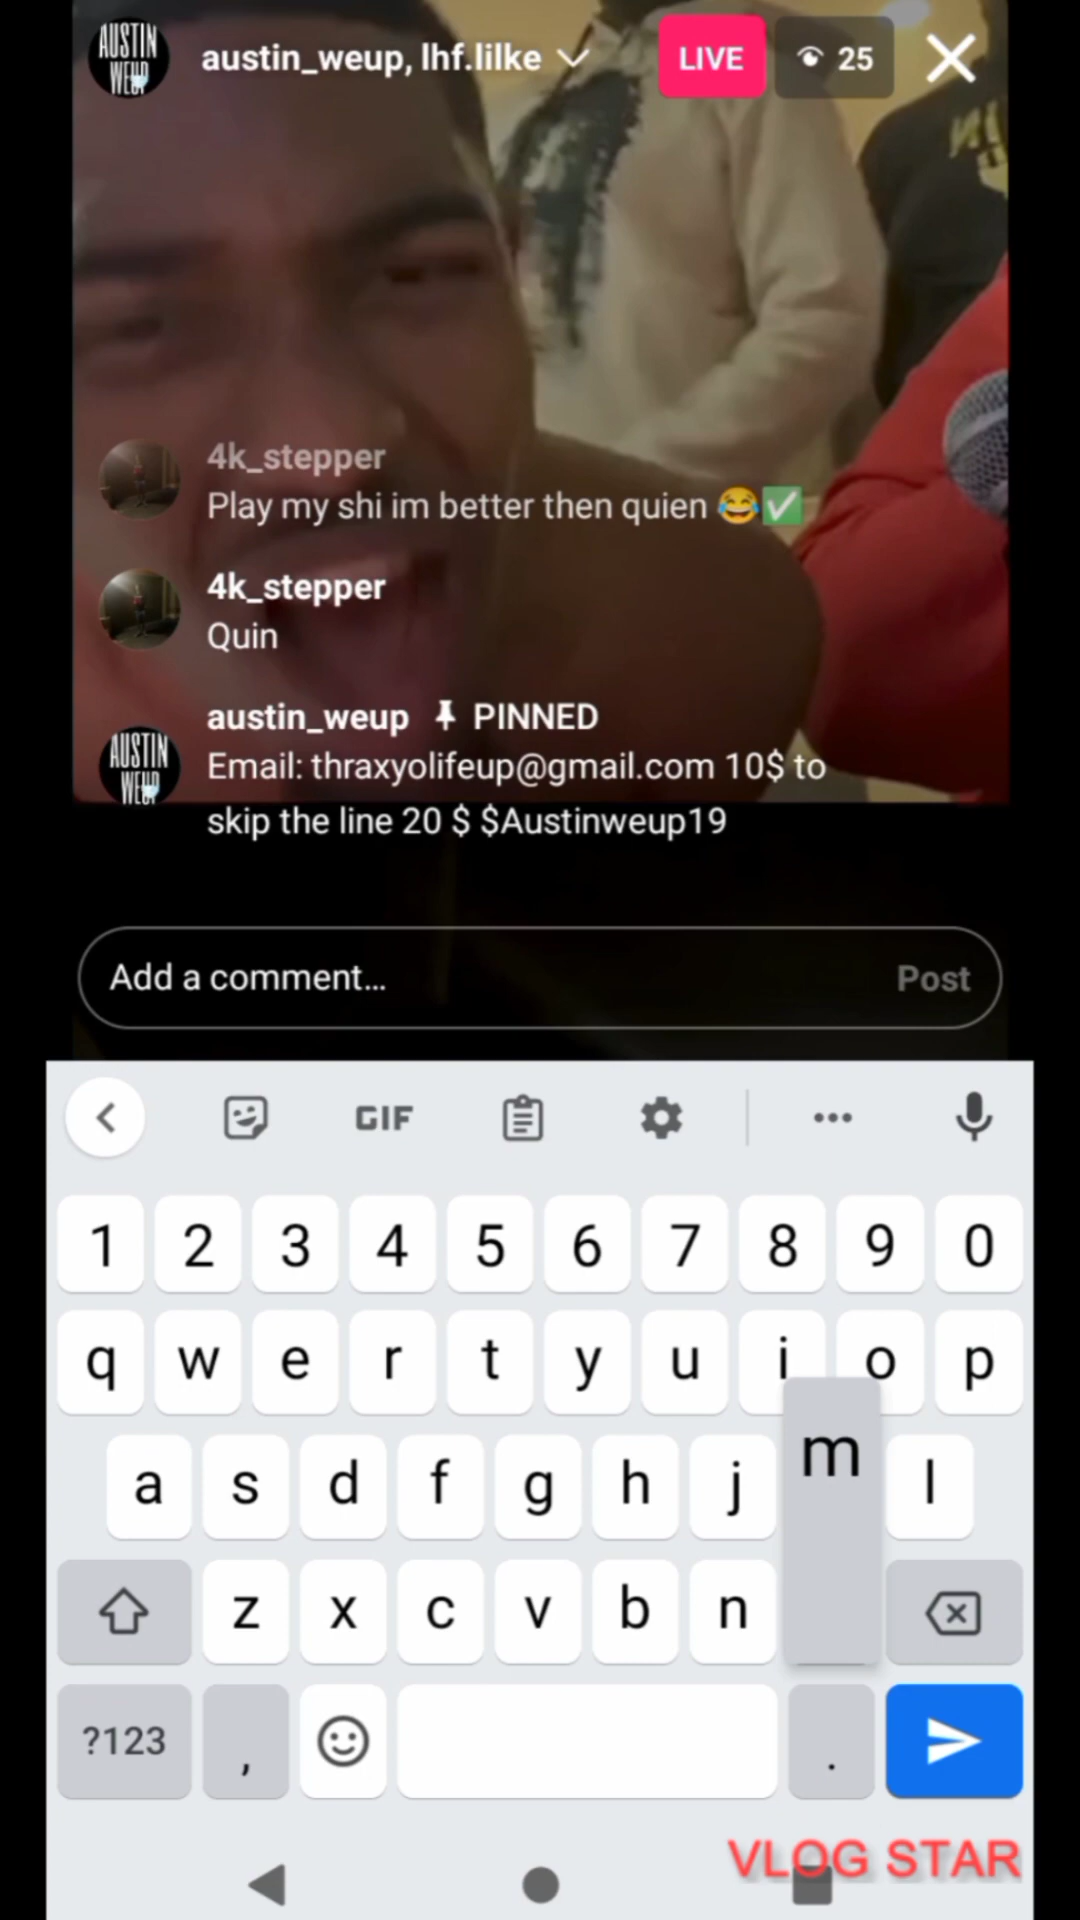 AUSTIN
WEUP
austin_weup, lhf.lilke
LIVE
25
4k_stepper
Play my shi im better then quien 😂✅
4k_stepper
Quin
AUSTIN
WEUP
austin_weup PINNED
Email: thraxyolifeup@gmail.com 10$ to
skip the line 20 $ $Austinweup19
Add a comment...
Post
GIF
1 2 3 4 5 6 7 8 9 0
q w e r t y u i o p
a s d f g h j m l
z x c v b n
?123 , .
VLOG STAR